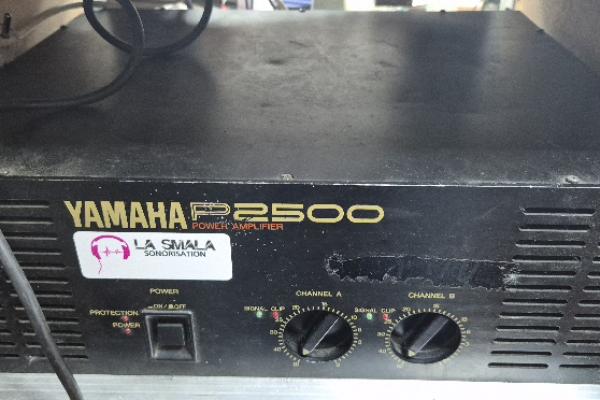 YAMAHA P2500
POWER AMPLIFIER
LA SMALA
SONORISATION
POWER
ON / OFF
PROTECTION
POWER
CHANNEL A
SIGNAL CLIP
CHANNEL B
SIGNAL CLIP